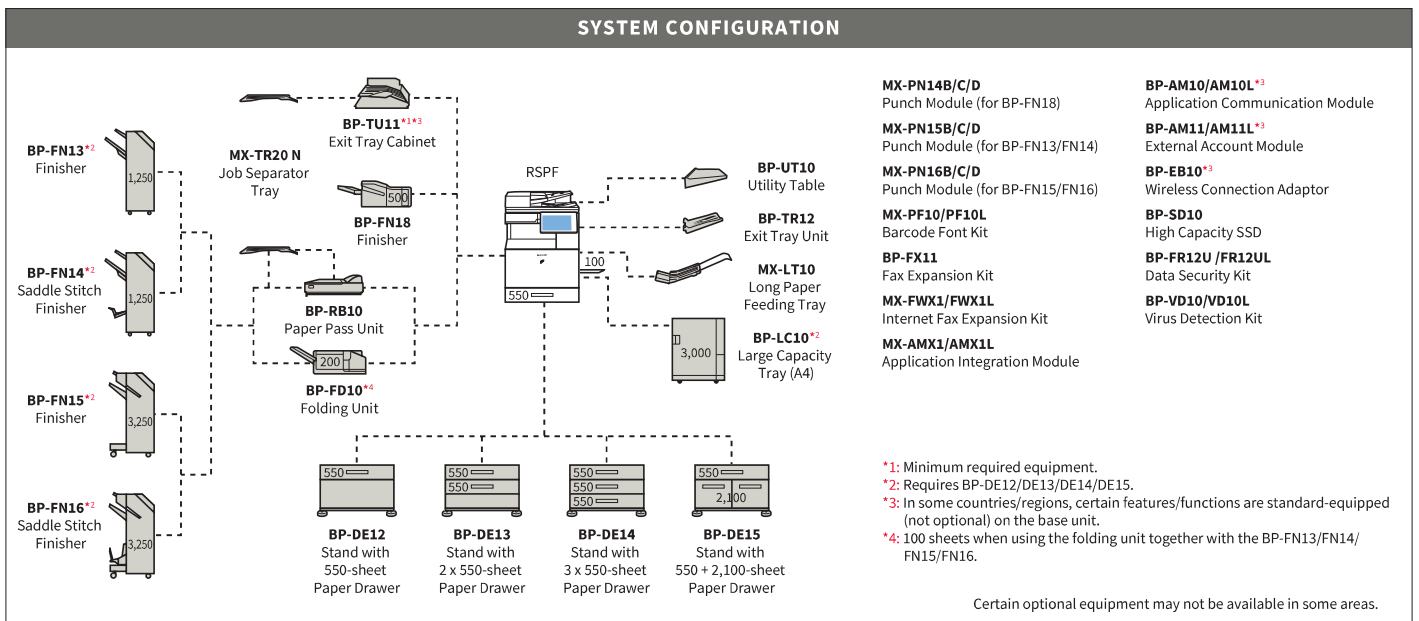 SYSTEM CONFIGURATION
BP-FN13*2
Finisher
1,250
BP-FN14*2
Saddle Stitch
Finisher
1,250
BP-FN15*2
Finisher
3,250
BP-FN16*2
Saddle Stitch
Finisher
3,250
MX-TR20 N
Job Separator
Tray
BP-TU11*1*3
Exit Tray Cabinet
500
BP-FN18
Finisher
BP-RB10
Paper Pass Unit
200
BP-FD10*4
Folding Unit
RSPF
100
550
BP-UT10
Utility Table
BP-TR12
Exit Tray Unit
MX-LT10
Long Paper
Feeding Tray
3,000
BP-LC10*2
Large Capacity
Tray (A4)
550
BP-DE12
Stand with
550-sheet
Paper Drawer
550
550
BP-DE13
Stand with
2 x 550-sheet
Paper Drawer
550
550
550
BP-DE14
Stand with
3 x 550-sheet
Paper Drawer
550
2,100
BP-DE15
Stand with
550 + 2,100-sheet
Paper Drawer
MX-PN14B/C/D
Punch Module (for BP-FN18)
MX-PN15B/C/D
Punch Module (for BP-FN13/FN14)
MX-PN16B/C/D
Punch Module (for BP-FN15/FN16)
MX-PF10/PF10L
Barcode Font Kit
BP-FX11
Fax Expansion Kit
MX-FWX1/FWX1L
Internet Fax Expansion Kit
MX-AMX1/AMX1L
Application Integration Module
BP-AM10/AM10L*3
Application Communication Module
BP-AM11/AM11L*3
External Account Module
BP-EB10*3
Wireless Connection Adaptor
BP-SD10
High Capacity SSD
BP-FR12U /FR12UL
Data Security Kit
BP-VD10/VD10L
Virus Detection Kit
*1: Minimum required equipment.
*2: Requires BP-DE12/DE13/DE14/DE15.
*3: In some countries/regions, certain features/functions are standard-equipped
(not optional) on the base unit.
*4: 100 sheets when using the folding unit together with the BP-FN13/FN14/
FN15/FN16.
Certain optional equipment may not be available in some areas.